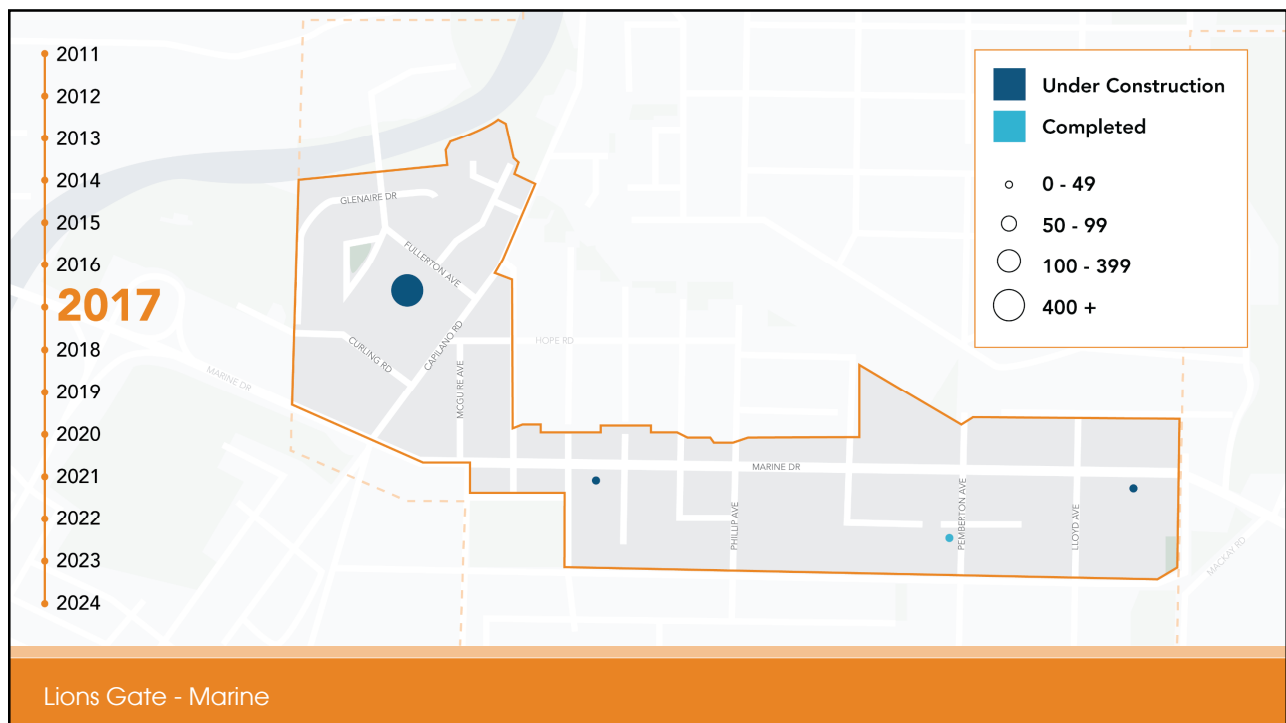 2011
2012
2013
2014
2015
2016
2017
2018
2019
2020
2021
2022
2023
2024
GLENAIRE DR
FULLERTON AVE
CURLING RD
CAPILANO RD
MARINE DR
MCGUIRE AVE
HOPE RD
MARINE DR
PHILLIP AVE
PEMBERTON AVE
LLOYD AVE
MACKAY RD
Under Construction
Completed
0 - 49
50 - 99
100 - 399
400 +
Lions Gate - Marine